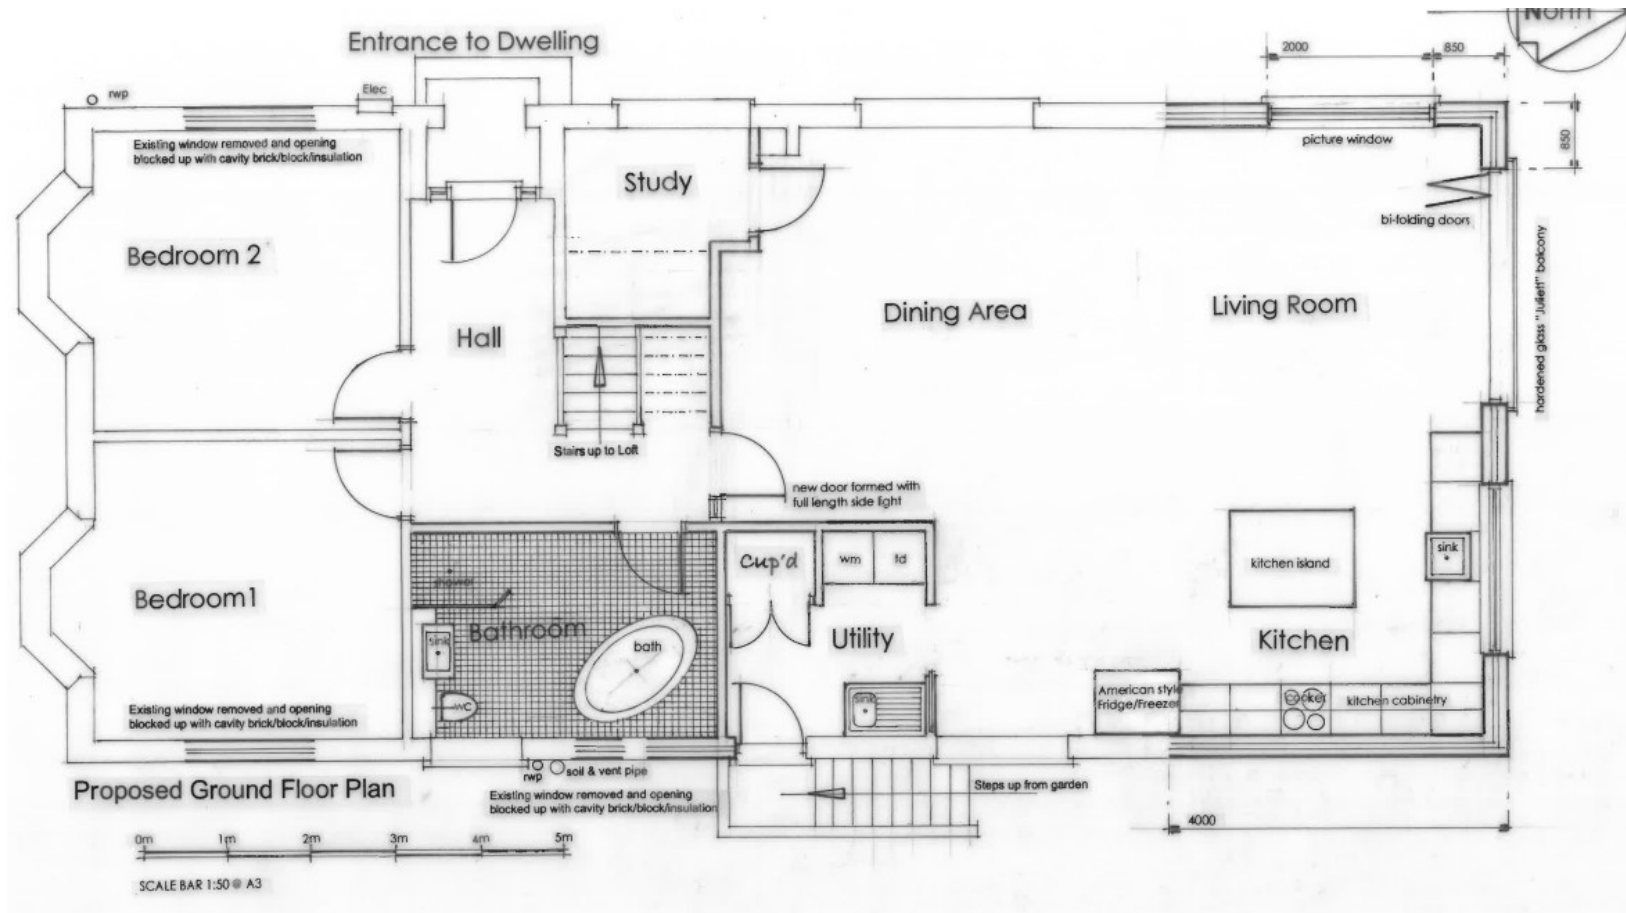 North
Entrance to Dwelling
2000
850
rwp
Elec
Existing window removed and opening
blocked up with cavity brick/block/insulation
picture window
850
Study
bi-folding doors
Bedroom 2
hardened glass "Juliett" balcony
Dining Area
Living Room
Hall
Stairs up to Loft
new door formed with
full length side light
Cup'd
wm
td
sink
kitchen island
shower
Bedroom1
Bathroom
sink
bath
Utility
Kitchen
American style
Fridge/Freezer
cooker
kitchen cabinetry
sink
WC
Existing window removed and opening
blocked up with cavity brick/block/insulation
rwp
soil & vent pipe
Proposed Ground Floor Plan
Existing window removed and opening
blocked up with cavity brick/block/insulation
Steps up from garden
4000
0m 1m 2m 3m 4m 5m
SCALE BAR 1:50 @ A3